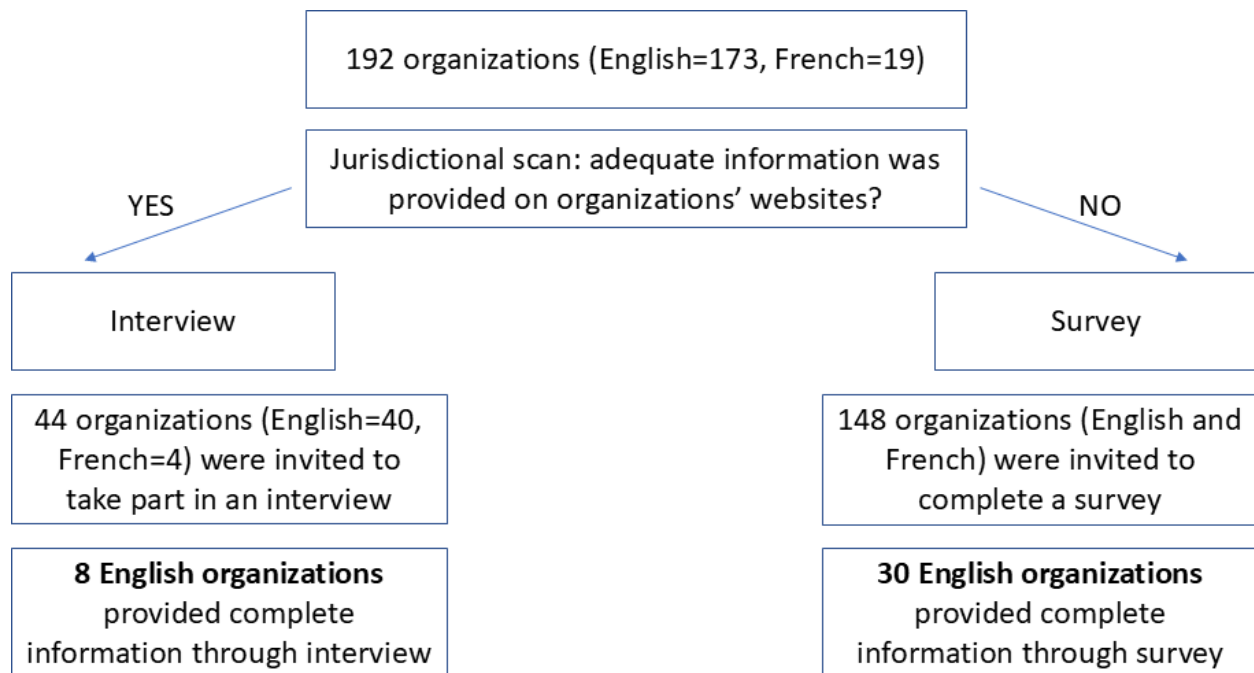 192 organizations (English=173, French=19)
Jurisdictional scan: adequate information was
provided on organizations’ websites?
YES
NO
Interview
Survey
44 organizations (English=40,
French=4) were invited to
take part in an interview
148 organizations (English and
French) were invited to
complete a survey
8 English organizations
provided complete
information through interview
30 English organizations
provided complete
information through survey